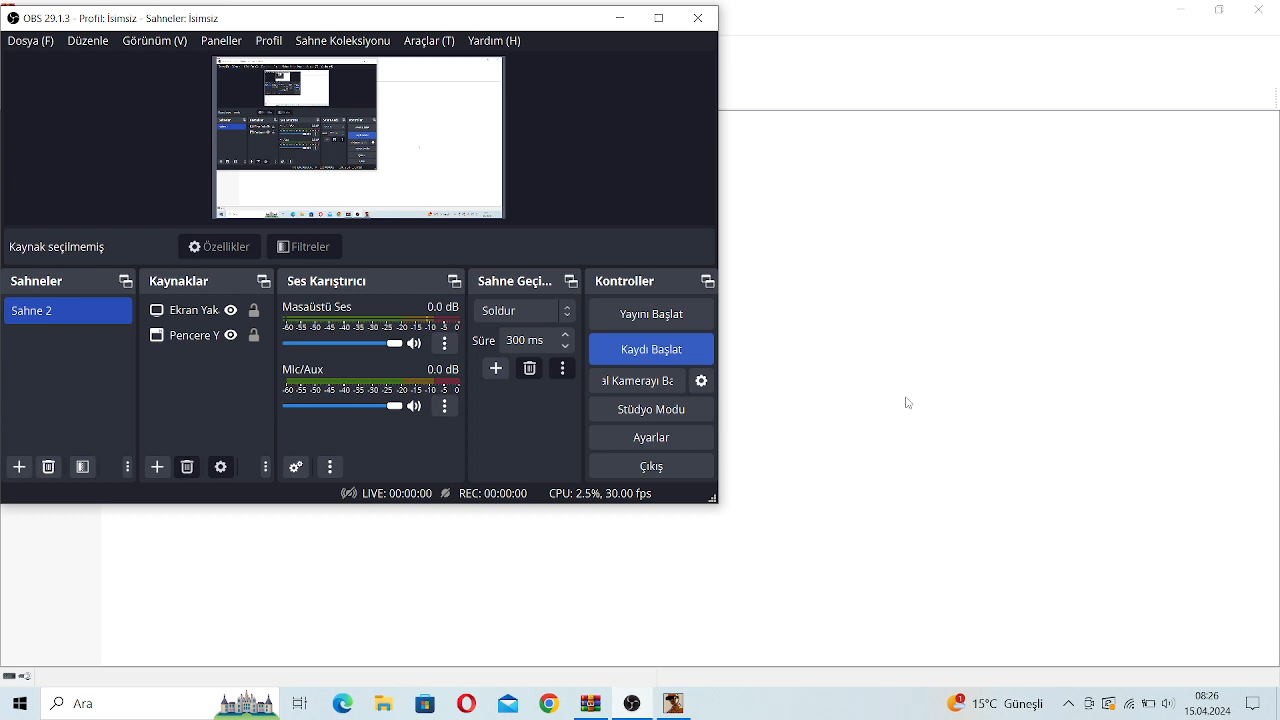 OBS 29.1.3 - Profil: İsimsiz - Sahneler: İsimsiz
Dosya (F) Düzenle Görünüm (V) Paneller Profil Sahne Koleksiyonu Araçlar (T) Yardım (H)
Kaynak seçilmemiş Özellikler Filtreler
Sahneler
Sahne 2
Kaynaklar
Ekran Yak
Pencere Y
Ses Karıştırıcı
Masaüstü Ses 0.0 dB
-60 -55 -50 -45 -40 -35 -30 -25 -20 -15 -10 -5 0
Mic/Aux 0.0 dB
-60 -55 -50 -45 -40 -35 -30 -25 -20 -15 -10 -5 0
Sahne Geçi...
Soldur
Süre 300 ms
Kontroller
Yayını Başlat
Kaydı Başlat
al Kamerayı Ba
Stüdyo Modu
Ayarlar
Çıkış
LIVE: 00:00:00 REC: 00:00:00 CPU: 2.5%, 30.00 fps
Ara 1 15°C Güneşli 08:26
15.04.2024